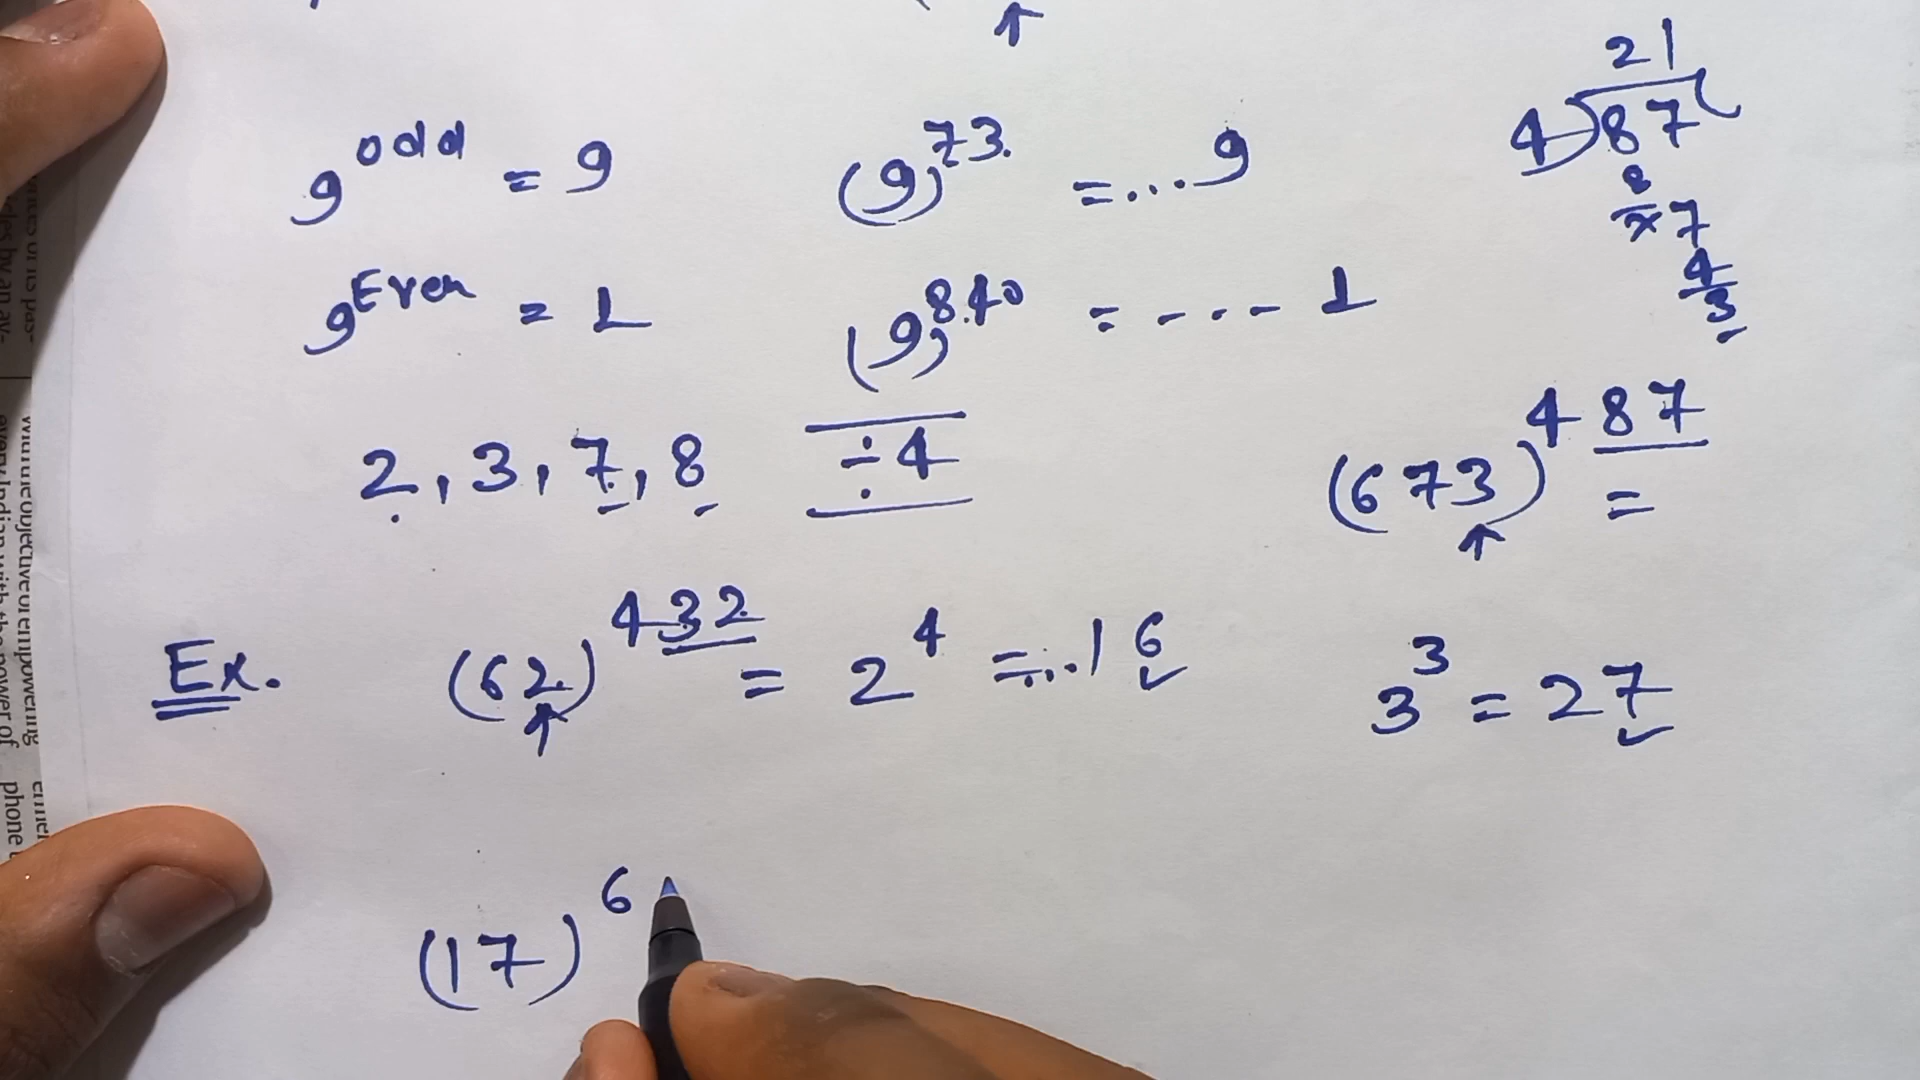 9^odd = 9 (9)^73 = ...9
9^Even = 1 (9)^840 = - - - - 1
21
4)87
8
×7
4
3
2, 3, 7, 8 ÷4
(673)^487 =
Ex. (62)^432 = 2^4 = ...16
3^3 = 27
(17)^6